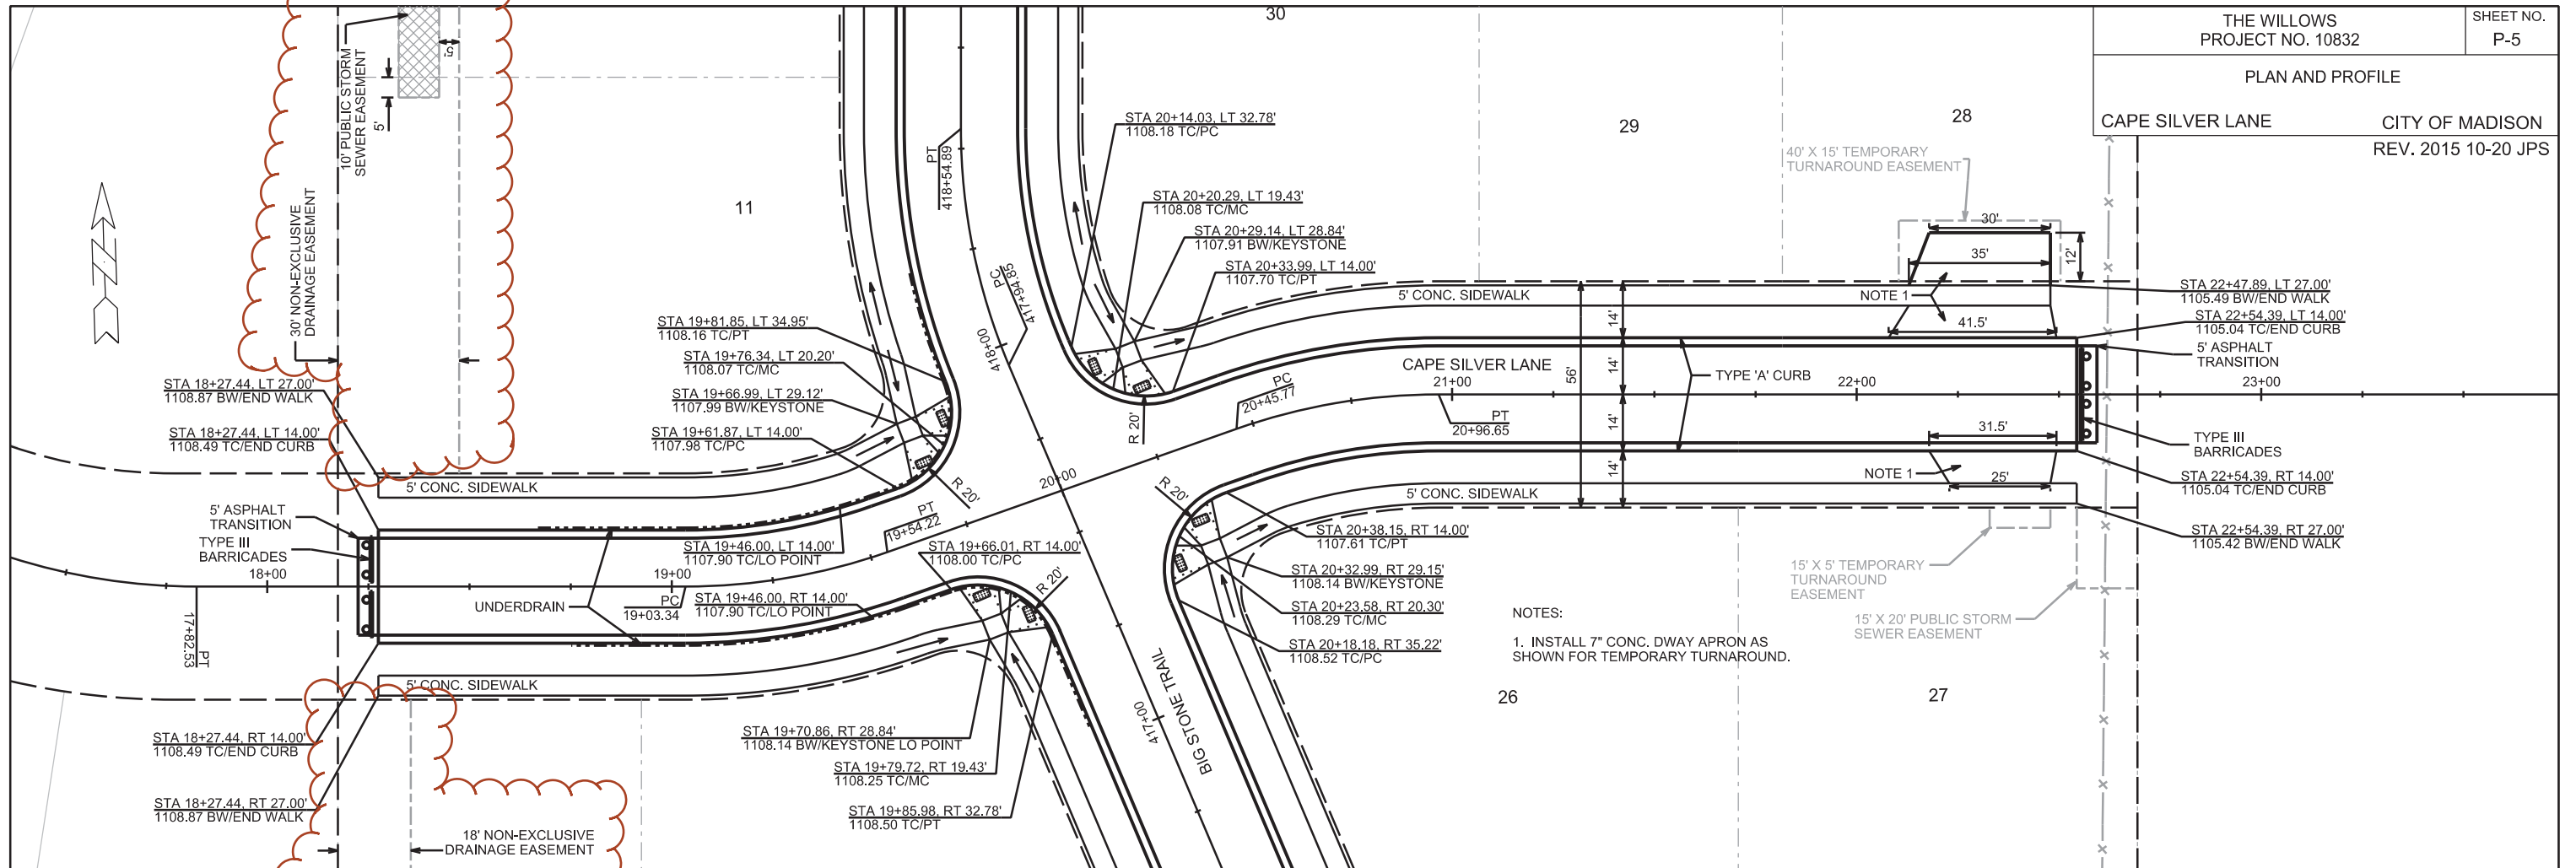 THE WILLOWS
PROJECT NO. 10832
SHEET NO.
P-5
PLAN AND PROFILE
CAPE SILVER LANE
CITY OF MADISON
REV. 2015 10-20 JPS
30
29
28
11
26
27
10' PUBLIC STORM
SEWER EASEMENT
5'
5'
30' NON-EXCLUSIVE
DRAINAGE EASEMENT
PT
418+54.89
STA 20+14.03, LT 32.78'
1108.18 TC/PC
STA 20+20.29, LT 19.43'
1108.08 TC/MC
STA 20+29.14, LT 28.84'
1107.91 BW/KEYSTONE
STA 20+33.99, LT 14.00'
1107.70 TC/PT
PC
417+94.85
418+00
40' X 15' TEMPORARY
TURNAROUND EASEMENT
30'
35'
12'
NOTE 1
41.5'
5' CONC. SIDEWALK
14'
14'
14'
14'
56'
CAPE SILVER LANE
TYPE 'A' CURB
21+00
22+00
23+00
PC
20+45.77
PT
20+96.65
STA 22+47.89, LT 27.00'
1105.49 BW/END WALK
STA 22+54.39, LT 14.00'
1105.04 TC/END CURB
5' ASPHALT
TRANSITION
TYPE III
BARRICADES
STA 22+54.39, RT 14.00'
1105.04 TC/END CURB
STA 22+54.39, RT 27.00'
1105.42 BW/END WALK
31.5'
NOTE 1
25'
5' CONC. SIDEWALK
15' X 5' TEMPORARY
TURNAROUND
EASEMENT
15' X 20' PUBLIC STORM
SEWER EASEMENT
STA 19+81.85, LT 34.95'
1108.16 TC/PT
STA 19+76.34, LT 20.20'
1108.07 TC/MC
STA 19+66.99, LT 29.12'
1107.99 BW/KEYSTONE
STA 19+61.87, LT 14.00'
1107.98 TC/PC
STA 18+27.44, LT 27.00'
1108.87 BW/END WALK
STA 18+27.44, LT 14.00'
1108.49 TC/END CURB
5' CONC. SIDEWALK
5' ASPHALT
TRANSITION
TYPE III
BARRICADES
18+00
PT
17+82.53
UNDERDRAIN
19+00
PC
19+03.34
STA 19+46.00, LT 14.00'
1107.90 TC/LO POINT
STA 19+46.00, RT 14.00'
1107.90 TC/LO POINT
PT
19+54.22
20+00
R 20'
R 20'
R 20'
R 20'
STA 19+66.01, RT 14.00'
1108.00 TC/PC
STA 20+38.15, RT 14.00'
1107.61 TC/PT
STA 20+32.99, RT 29.15'
1108.14 BW/KEYSTONE
STA 20+23.58, RT 20.30'
1108.29 TC/MC
STA 20+18.18, RT 35.22'
1108.52 TC/PC
NOTES:
1. INSTALL 7" CONC. DWAY APRON AS
SHOWN FOR TEMPORARY TURNAROUND.
5' CONC. SIDEWALK
STA 18+27.44, RT 14.00'
1108.49 TC/END CURB
STA 18+27.44, RT 27.00'
1108.87 BW/END WALK
18' NON-EXCLUSIVE
DRAINAGE EASEMENT
STA 19+70.86, RT 28.84'
1108.14 BW/KEYSTONE LO POINT
STA 19+79.72, RT 19.43'
1108.25 TC/MC
STA 19+85.98, RT 32.78'
1108.50 TC/PT
417+00
BIG STONE TRAIL